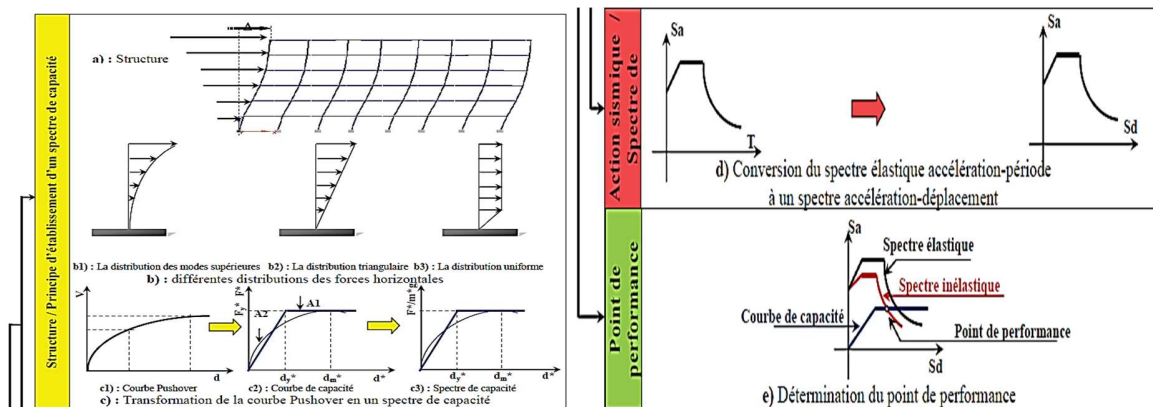 Structure / Principe d'établissement d'un spectre de capacité
Δ
a) : Structure
b1) : La distribution des modes supérieures
b2) : La distribution triangulaire
b3) : La distribution uniforme
b) : différentes distributions des forces horizontales
V
d
c1) : Courbe Pushover
F*
Fy*
A1
A2
dy*
dm*
d*
c2) : Courbe de capacité
F*/m*g
dy*
dm*
d*
c3) : Spectre de capacité
c) : Transformation de la courbe Pushover en un spectre de capacité
Action sismique /
Spectre de
Sa
T
Sa
Sd
d) Conversion du spectre élastique accélération-période
à un spectre accélération-déplacement
Point de
performance
Sa
Spectre élastique
Spectre inélastique
Courbe de capacité
Point de performance
Sd
e) Détermination du point de performance